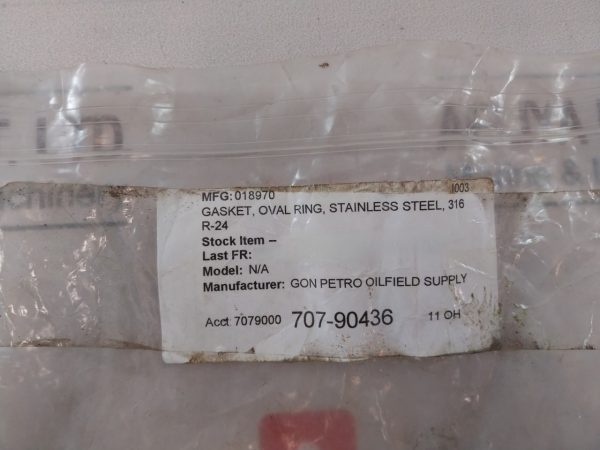 MFG:018970 I003
GASKET, OVAL RING, STAINLESS STEEL, 316
R-24
Stock Item --
Last FR:
Model: N/A
Manufacturer: GON PETRO OILFIELD SUPPLY
Acct 7079000 707-90436 11 OH